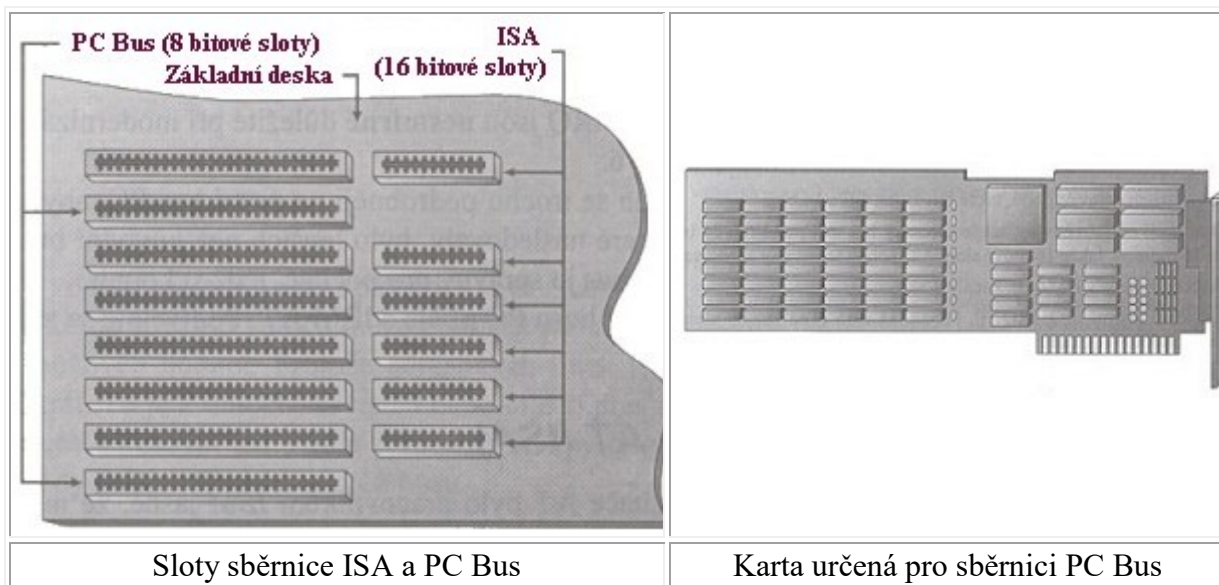 PC Bus (8 bitové sloty)
Základní deska
ISA
(16 bitové sloty)
Sloty sběrnice ISA a PC Bus
Karta určená pro sběrnici PC Bus